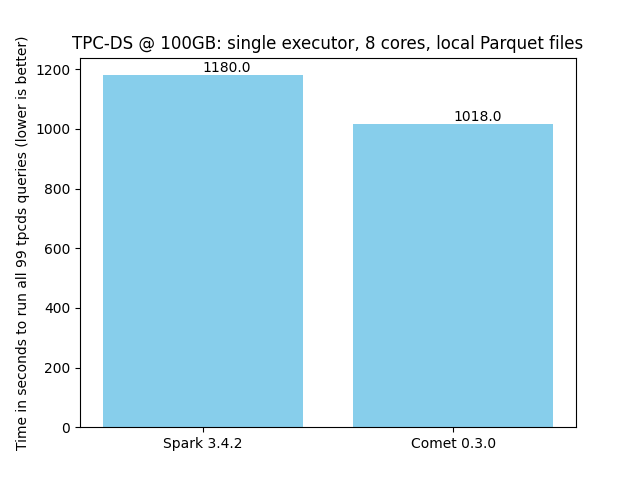 TPC-DS @ 100GB: single executor, 8 cores, local Parquet files
Time in seconds to run all 99 tpcds queries (lower is better)
1200
1000
800
600
400
200
0
1180.0
1018.0
Spark 3.4.2
Comet 0.3.0